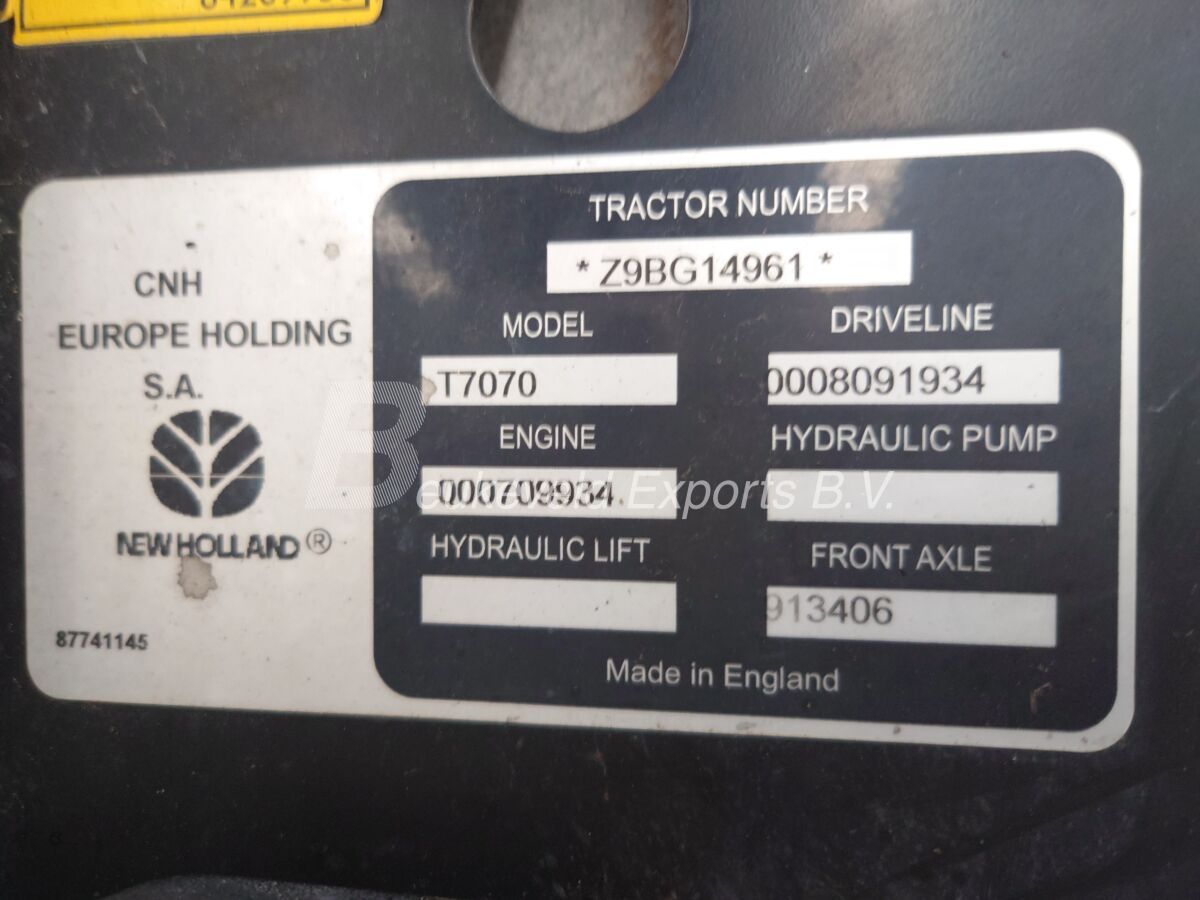 CNH
EUROPE HOLDING
S.A.
NEW HOLLAND®
87741145
TRACTOR NUMBER
*Z9BG14961*
MODEL
T7070
DRIVELINE
0008091934
ENGINE
000709934
HYDRAULIC PUMP
HYDRAULIC LIFT
FRONT AXLE
913406
Made in England
Exports B.V.